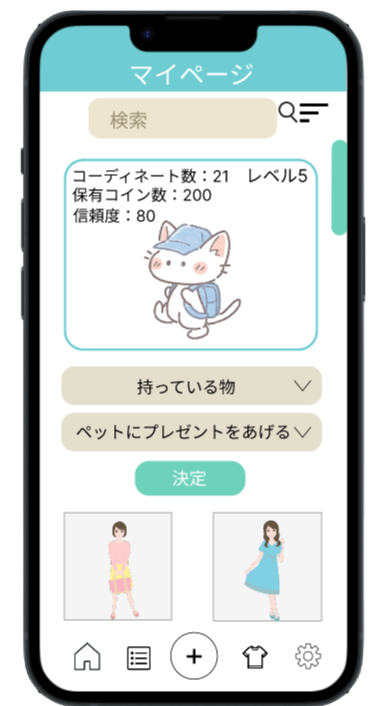 マイページ
検索
コーディネート数：21　レベル5
保有コイン数：200
信頼度：80
持っている物
ペットにプレゼントをあげる
決定